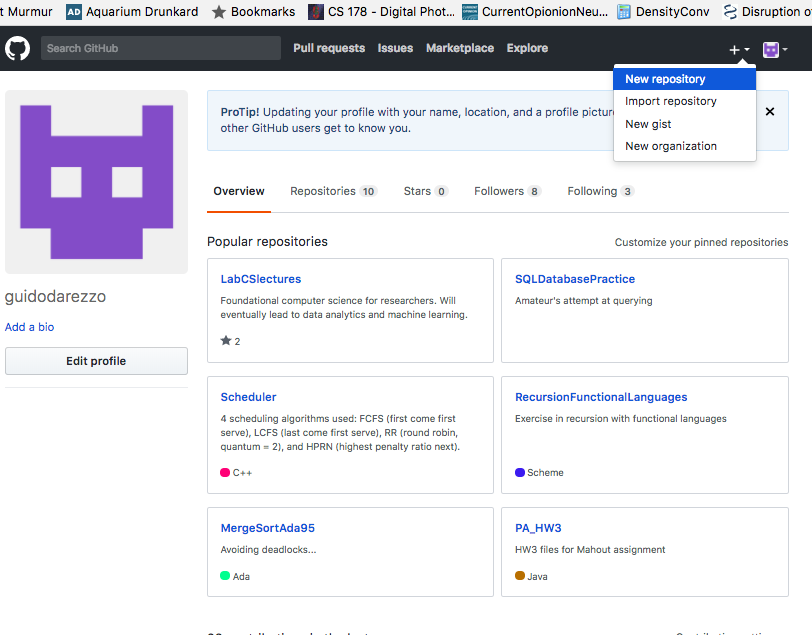 t Murmur AD Aquarium Drunkard Bookmarks CS 178 - Digital Phot... CurrentOpionionNeu... DensityConv Disruption o
Search GitHub Pull requests Issues Marketplace Explore
New repository
Import repository
New gist
New organization
ProTip! Updating your profile with your name, location, and a profile pictur
other GitHub users get to know you.
Overview Repositories 10 Stars 0 Followers 8 Following 3
Popular repositories Customize your pinned repositories
guidodarezzo
Add a bio
Edit profile
LabCSlectures
Foundational computer science for researchers. Will
eventually lead to data analytics and machine learning.
2
SQLDatabasePractice
Amateur's attempt at querying
Scheduler
4 scheduling algorithms used: FCFS (first come first
serve), LCFS (last come first serve), RR (round robin,
quantum = 2), and HPRN (highest penalty ratio next).
C++
RecursionFunctionalLanguages
Exercise in recursion with functional languages
Scheme
MergeSortAda95
Avoiding deadlocks...
Ada
PA_HW3
HW3 files for Mahout assignment
Java